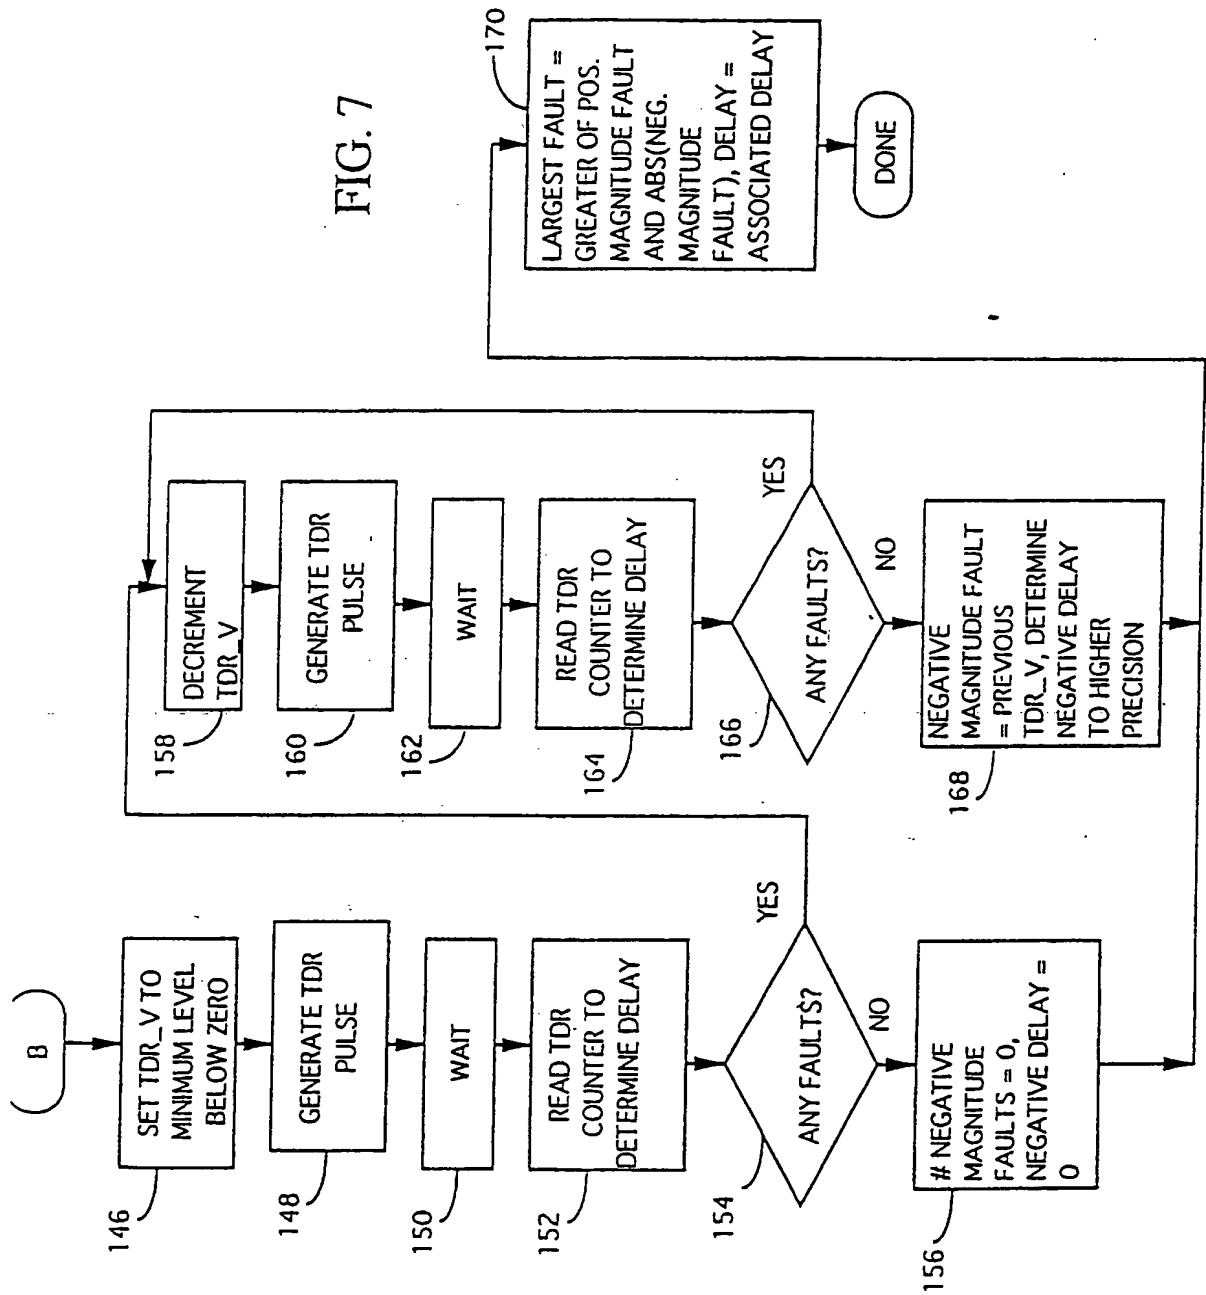 B
SET TDR_V TO
MINIMUM LEVEL
BELOW ZERO
146
GENERATE TDR
PULSE
148
WAIT
150
READ TDR
COUNTER TO
DETERMINE DELAY
152
ANY FAULTS?
154
YES
NO
# NEGATIVE
MAGNITUDE
FAULTS = 0,
NEGATIVE DELAY =
0
156
DECREMENT
TDR_V
158
GENERATE TDR
PULSE
160
WAIT
162
READ TDR
COUNTER TO
DETERMINE DELAY
164
ANY FAULTS?
166
YES
NO
NEGATIVE
MAGNITUDE FAULT
= PREVIOUS
TDR_V, DETERMINE
NEGATIVE DELAY
TO HIGHER
PRECISION
168
FIG. 7
LARGEST FAULT =
GREATER OF POS.
MAGNITUDE FAULT
AND ABS(NEG.
MAGNITUDE
FAULT), DELAY =
ASSOCIATED DELAY
170
DONE